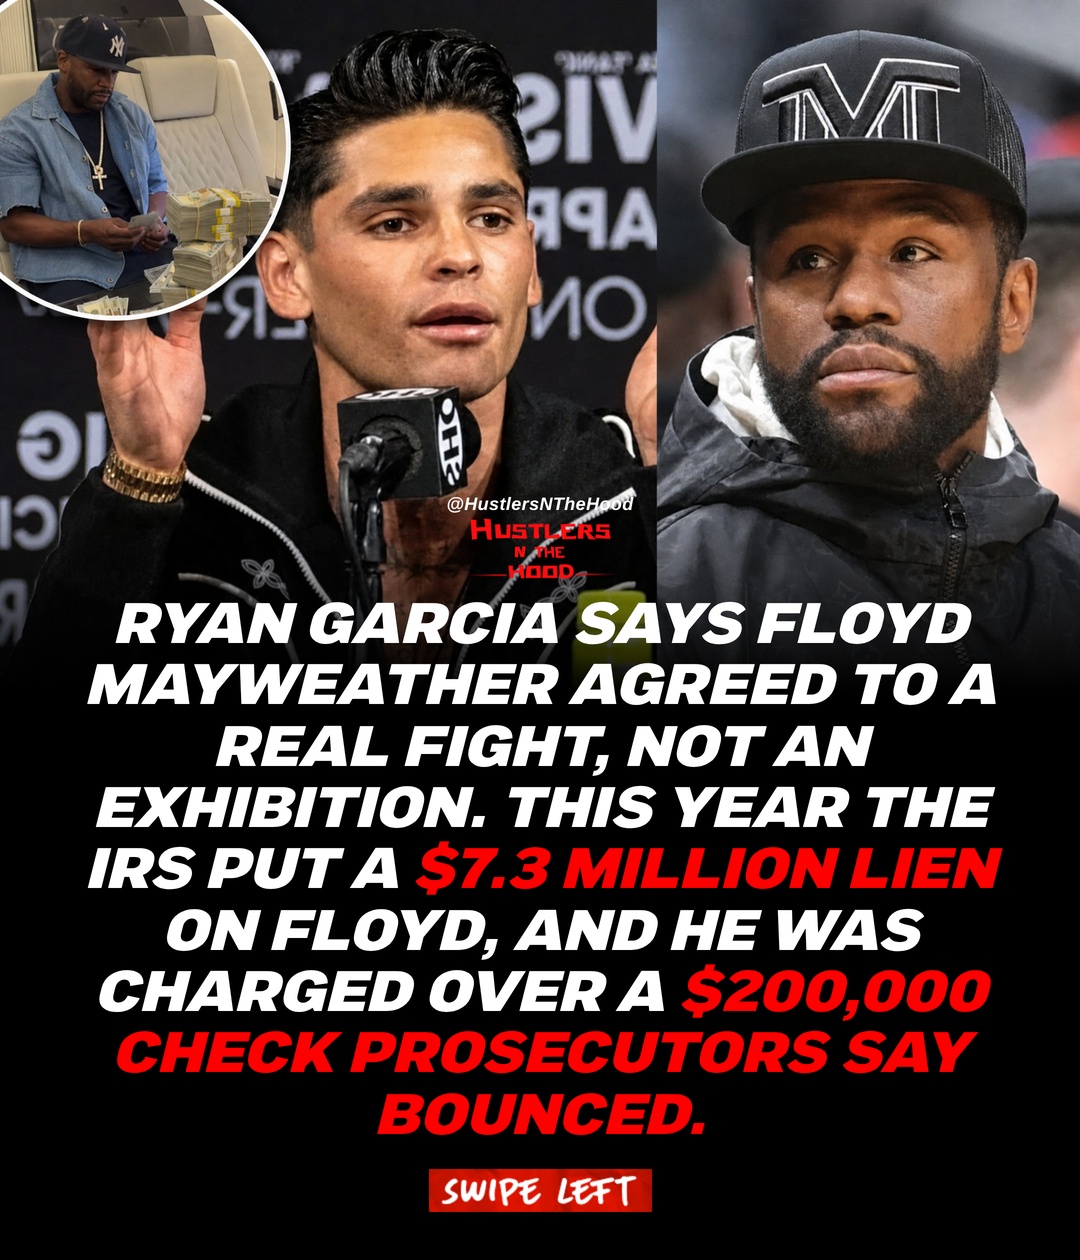 @HustlersNTheHood
HUSTLERS
N THE
HOOD
RYAN GARCIA SAYS FLOYD
MAYWEATHER AGREED TO A
REAL FIGHT, NOT AN
EXHIBITION. THIS YEAR THE
IRS PUT A $7.3 MILLION LIEN
ON FLOYD, AND HE WAS
CHARGED OVER A $200,000
CHECK PROSECUTORS SAY
BOUNCED.
SWIPE LEFT